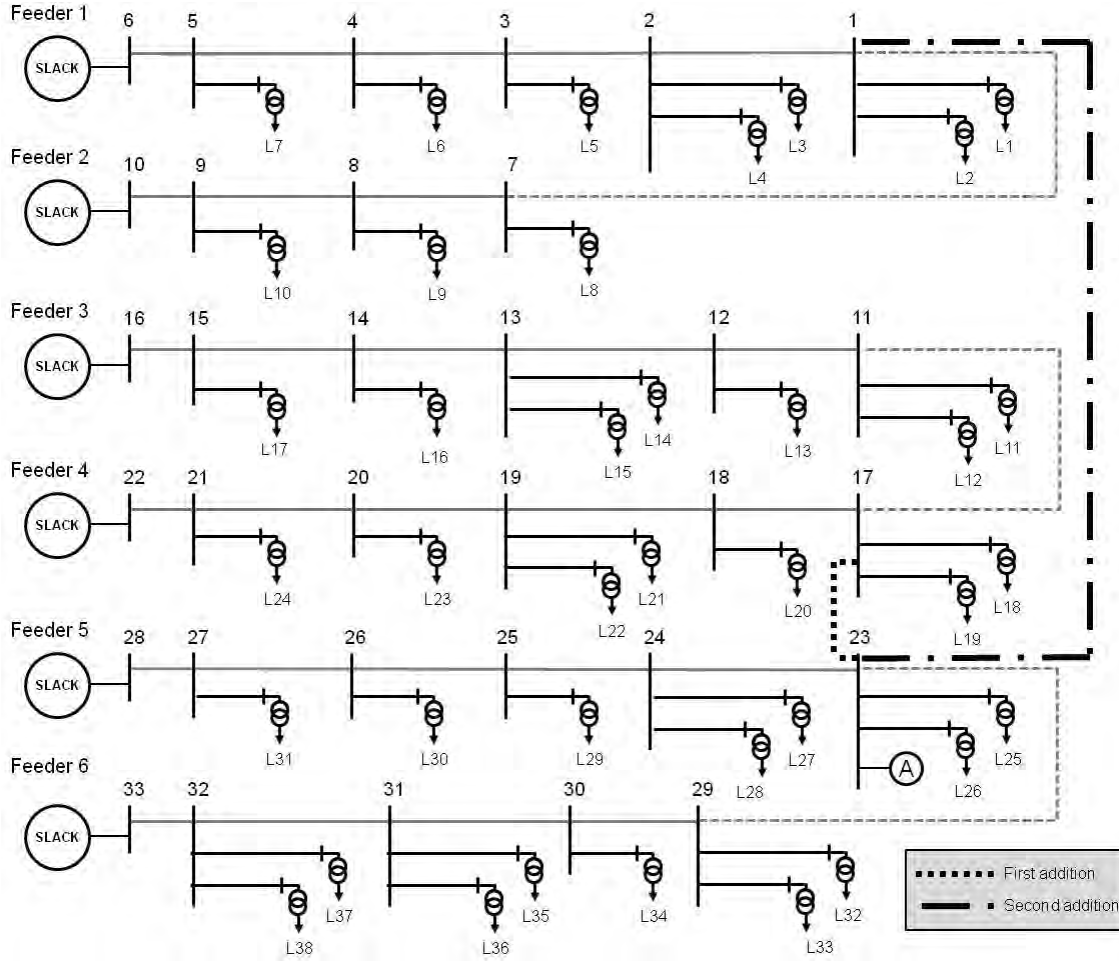 Feeder 1
6 5 4 3 2 1
SLACK
L7 L6 L5 L3 L1
L4 L2
Feeder 2
10 9 8 7
SLACK
L10 L9 L8
Feeder 3
16 15 14 13 12 11
SLACK
L17 L16 L14 L13 L11
L15 L12
Feeder 4
22 21 20 19 18 17
SLACK
L24 L23 L21 L20 L18
L22 L19
Feeder 5
28 27 26 25 24 23
SLACK
L31 L30 L29 L27 L25
L28 L26
A
Feeder 6
33 32 31 30 29
SLACK
L37 L35 L34 L32
L38 L36 L33
First addition
Second addition